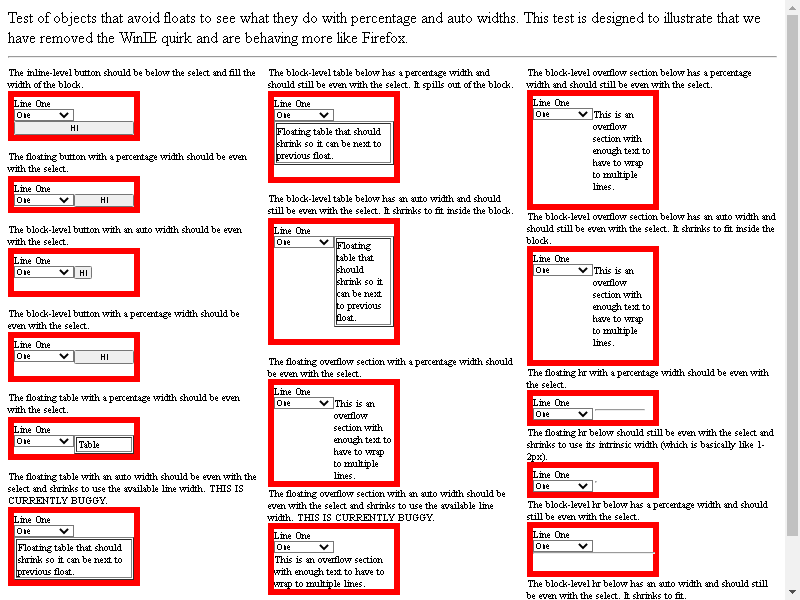 Test of objects that avoid floats to see what they do with percentage and auto widths. This test is designed to illustrate that we
have removed the WinIE quirk and are behaving more like Firefox.
The inline-level button should be below the select and fill the
width of the block.
Line One
One
HI
The floating button with a percentage width should be even
with the select.
Line One
One HI
The block-level button with an auto width should be even
with the select.
Line One
One HI
The block-level button with a percentage width should be
even with the select.
Line One
One HI
The floating table with a percentage width should be even
with the select.
Line One
One Table
The floating table with an auto width should be even with the
select and shrinks to use the available line width. THIS IS
CURRENTLY BUGGY.
Line One
One
Floating table that should
shrink so it can be next to
previous float.
The block-level table below has a percentage width and
should still be even with the select. It spills out of the block.
Line One
One
Floating table that should
shrink so it can be next to
previous float.
The block-level table below has an auto width and should
still be even with the select. It shrinks to fit inside the block.
Line One
One Floating
table that
should
shrink so it
can be next
to previous
float.
The floating overflow section with a percentage width should
be even with the select.
Line One
One This is an
overflow
section with
enough text to
have to wrap
to multiple
lines.
The floating overflow section with an auto width should be
even with the select and shrinks to use the available line
width. THIS IS CURRENTLY BUGGY.
Line One
One
This is an overflow section
with enough text to have to
wrap to multiple lines.
The block-level overflow section below has a percentage
width and should still be even with the select.
Line One
One This is an
overflow
section with
enough text to
have to wrap
to multiple
lines.
The block-level overflow section below has an auto width and
should still be even with the select. It shrinks to fit inside the
block.
Line One
One This is an
overflow
section with
enough text to
have to wrap
to multiple
lines.
The floating hr with a percentage width should be even with
the select.
Line One
One
The floating hr below should still be even with the select and
shrinks to use its intrinsic width (which is basically like 1-
2px).
Line One
One
The block-level hr below has a percentage width and should
still be even with the select.
Line One
One
The block-level hr below has an auto width and should still
be even with the select. It shrinks to fit.